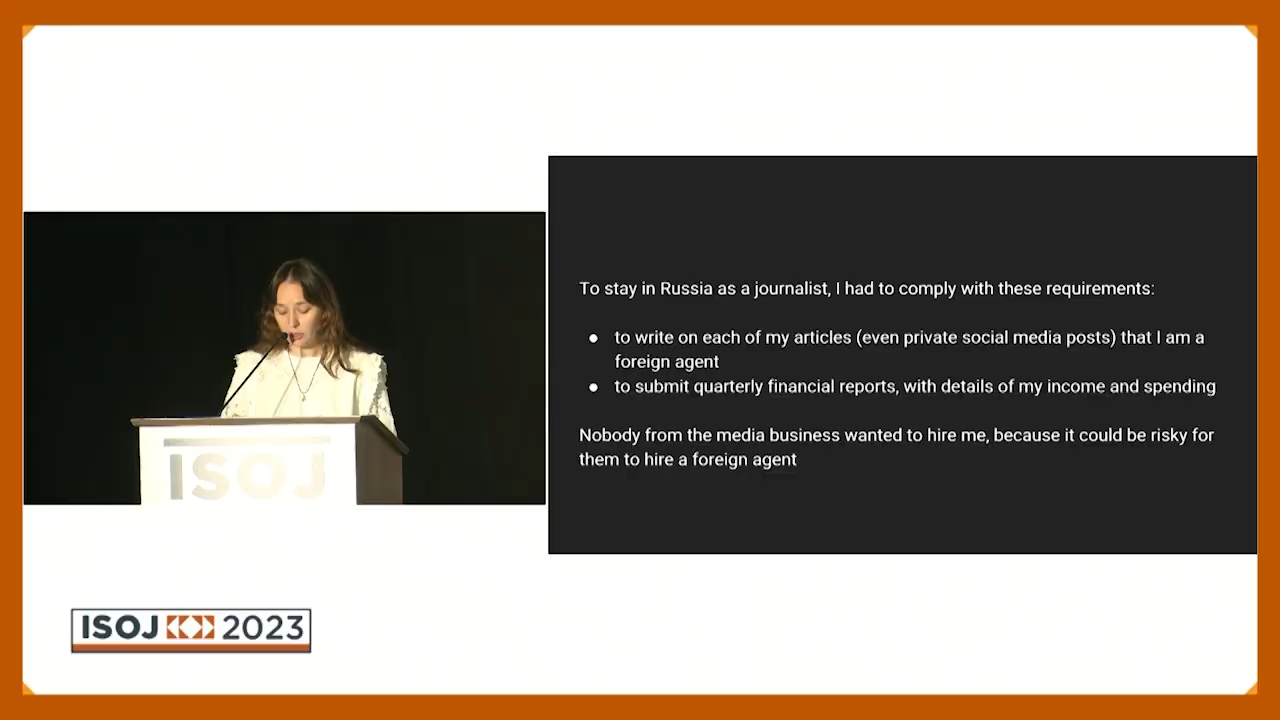 To stay in Russia as a journalist, I had to comply with these requirements:
● to write on each of my articles (even private social media posts) that I am a
foreign agent
● to submit quarterly financial reports, with details of my income and spending
Nobody from the media business wanted to hire me, because it could be risky for
them to hire a foreign agent
ISOJ
ISOJ 2023